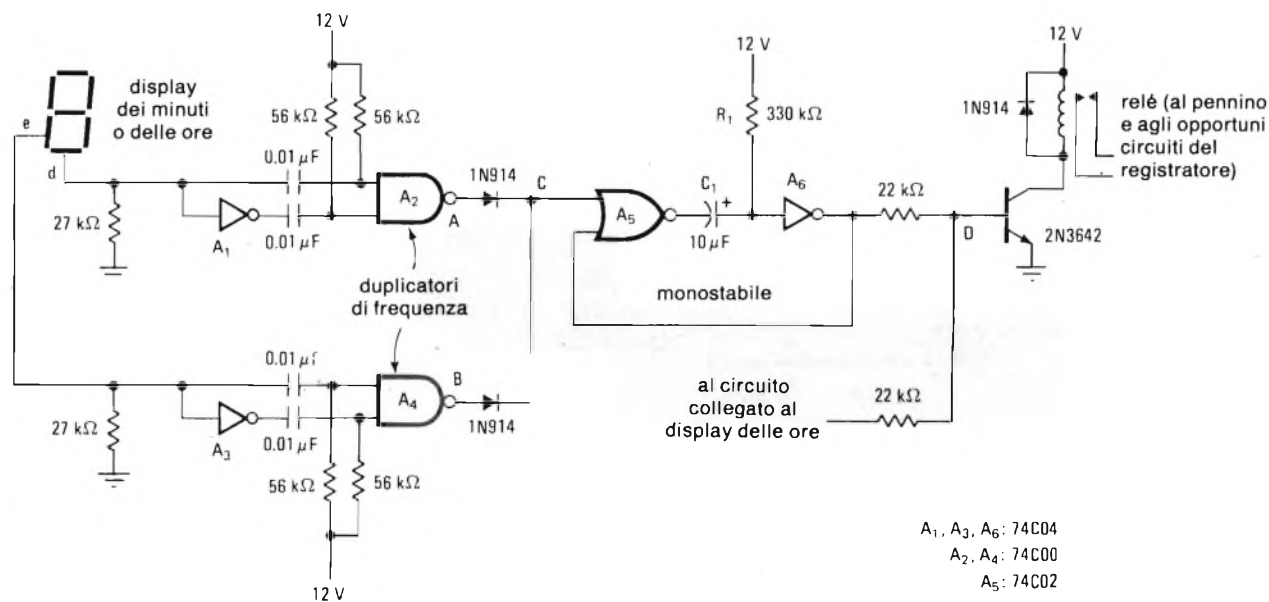 12 V
12 V
12 V
display
dei minuti
o delle ore
e
d
56 kΩ
56 kΩ
1N914
relé (al pennino
e agli opportuni
circuiti del
registratore)
R1
330 kΩ
0.01 μF
A2
1N914
C
A
A5
C1
+
10 μF
A6
22 kΩ
D
2N3642
27 kΩ
A1
0.01 μF
duplicatori
di frequenza
monostabile
0.01 μF
B
A4
1N914
al circuito
collegato al
display delle ore
22 kΩ
27 kΩ
A3
0.01 μF
56 kΩ
56 kΩ
12 V
A1, A3, A6: 74C04
A2, A4: 74C00
A5: 74C02